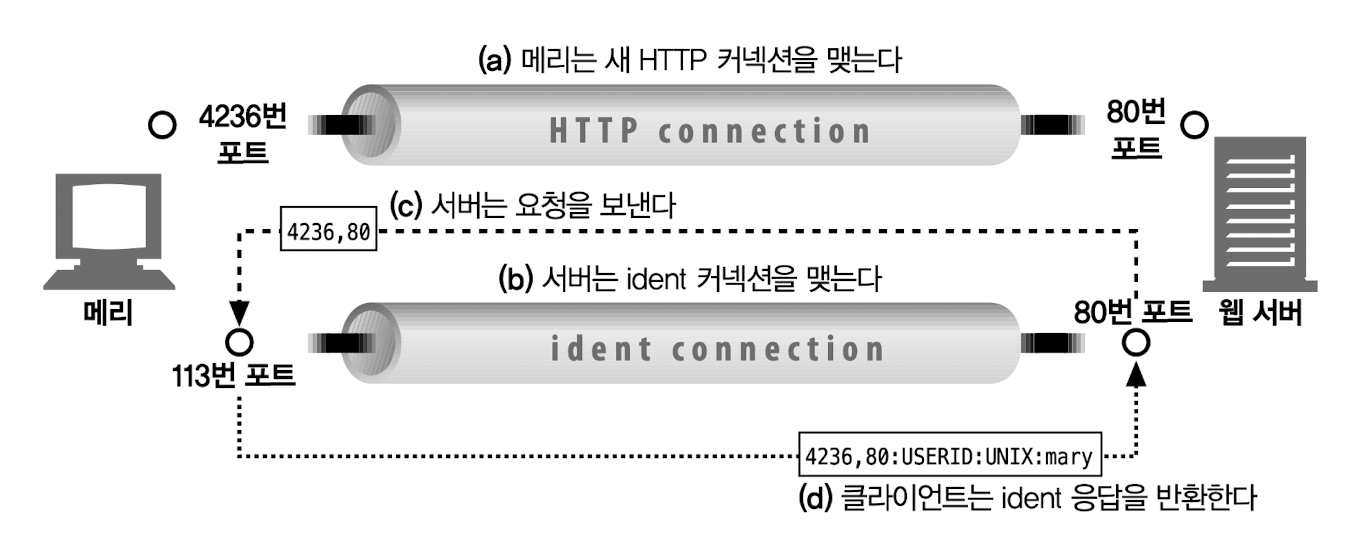 (a) 메리는 새 HTTP 커넥션을 맺는다
4236번
포트
HTTP connection
80번
포트
(c) 서버는 요청을 보낸다
4236,80
(b) 서버는 ident 커넥션을 맺는다
메리
80번 포트
웹 서버
ident connection
113번 포트
4236,80:USERID:UNIX:mary
(d) 클라이언트는 ident 응답을 반환한다